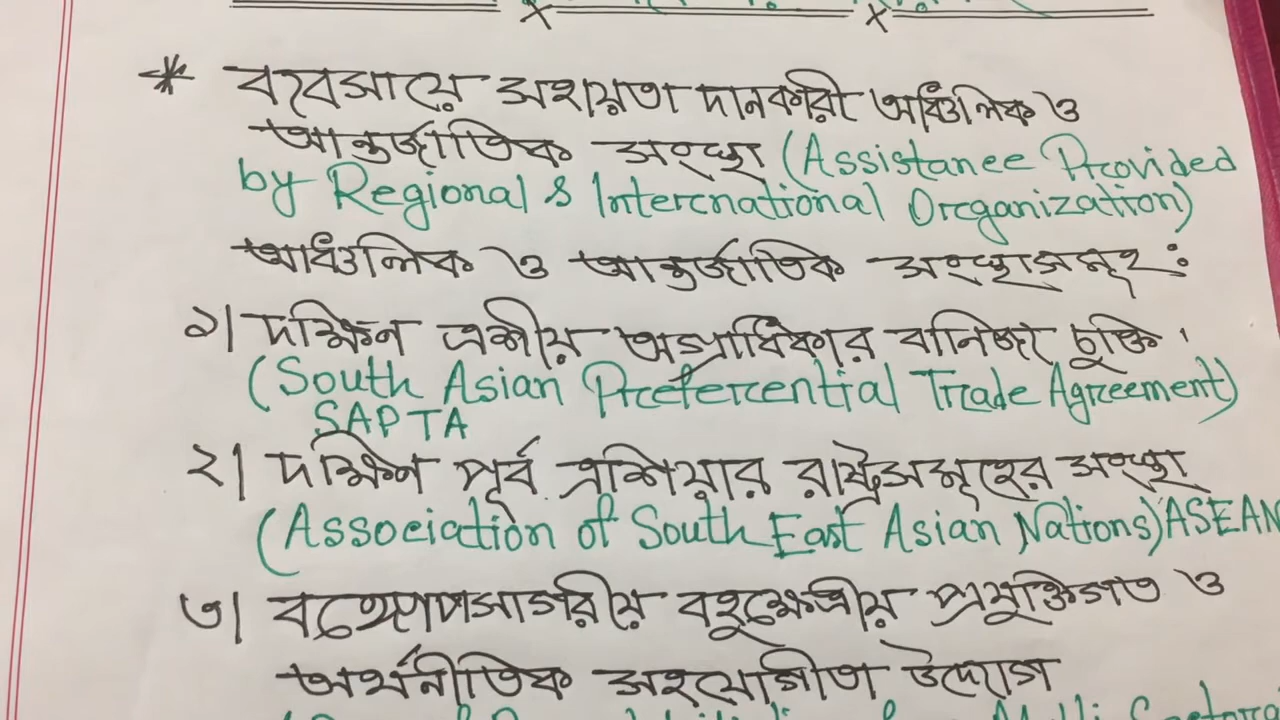 * ব্যবসায়ে সহায়তা দানকারী আঞ্চলিক ও
আন্তর্জাতিক সংস্থা (Assistance Provided
by Regional & International Organization)
আঞ্চলিক ও আন্তর্জাতিক সংস্থাসমূহ :
১| দক্ষিন এশীয় অগ্রাধিকার বানিজ্য চুক্তি ।
(South Asian Preferential Trade Agreement)
SAPTA
২| দক্ষিন পূর্ব এশিয়ার রাষ্ট্রসমূহের সংস্থা
(Association of South East Asian Nations) ASEAN
৩| বঙ্গোপসাগরীয় বহুক্ষেত্রীয় প্রযুক্তিগত ও
অর্থনীতিক সহযোগীতা উদ্যোগ